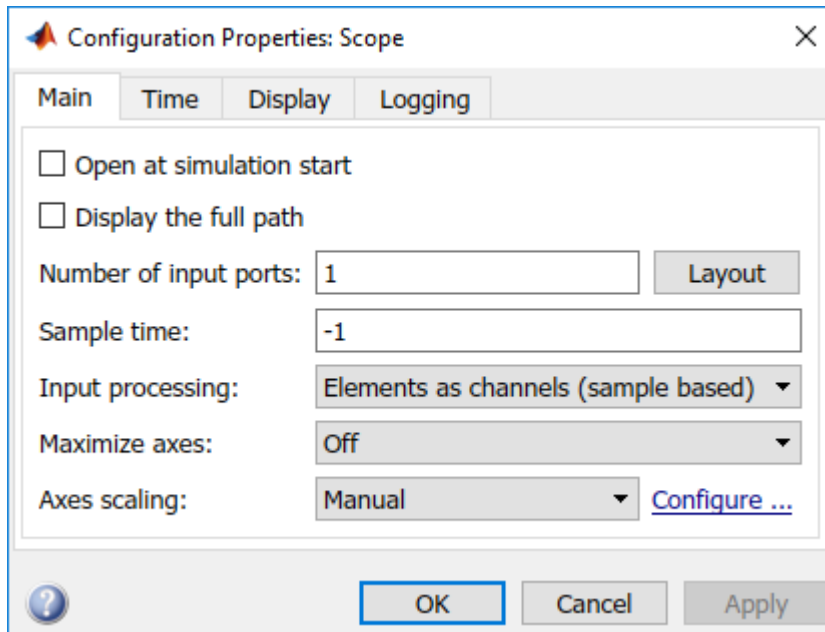 Configuration Properties: Scope
Main Time Display Logging
Open at simulation start
Display the full path
Number of input ports: 1 Layout
Sample time: -1
Input processing: Elements as channels (sample based)
Maximize axes: Off
Axes scaling: Manual Configure ...
? OK Cancel Apply